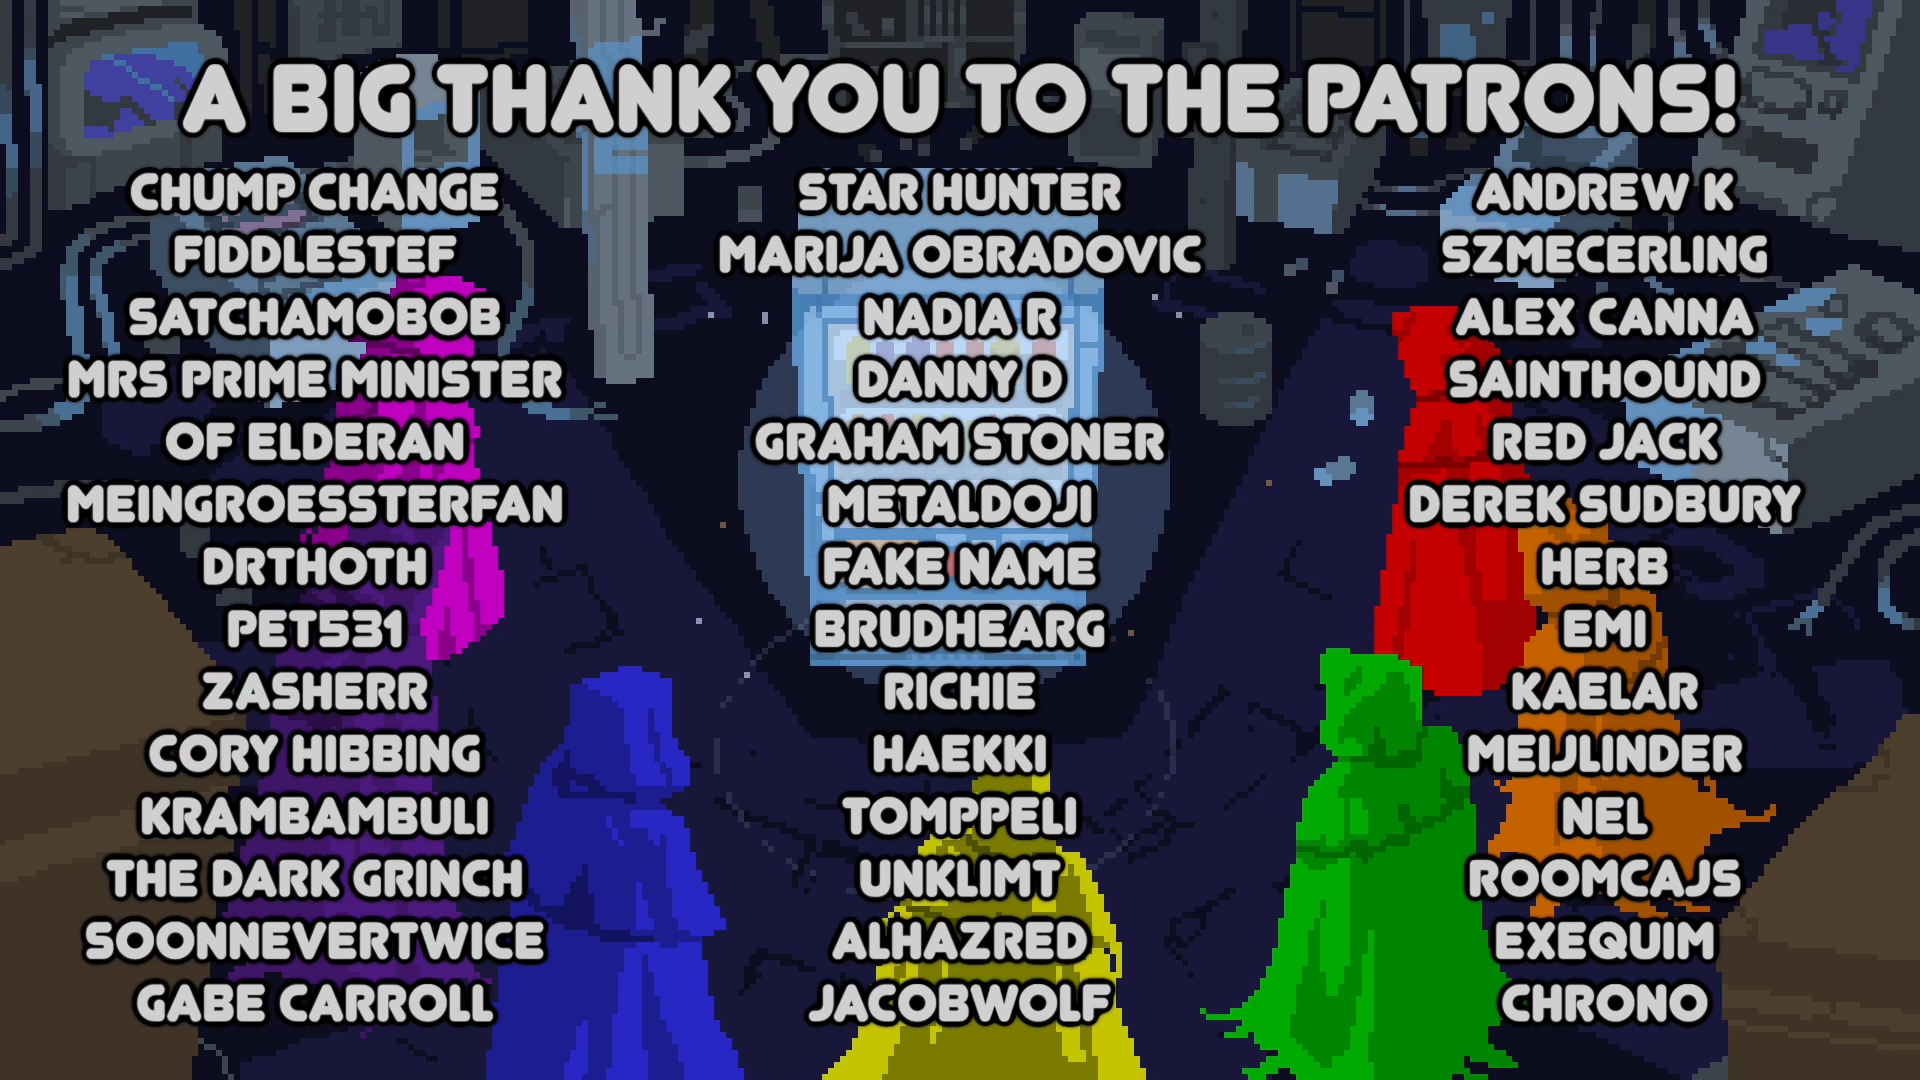 A BIG THANK YOU TO THE PATRONS!
CHUMP CHANGE
FIDDLESTEF
SATCHAMOBOB
MRS PRIME MINISTER
OF ELDERAN
MEINGROESSTERFAN
DRTHOTH
PET531
ZASHERR
CORY HIBBING
KRAMBAMBULI
THE DARK GRINCH
SOONNEVERTWICE
GABE CARROLL
STAR HUNTER
MARIJA OBRADOVIC
NADIA R
DANNY D
GRAHAM STONER
METALDOJI
FAKE NAME
BRUDHEARG
RICHIE
HAEKKI
TOMPPELI
UNKLIMT
ALHAZRED
JACOBWOLF
ANDREW K
SZMECERLING
ALEX CANNA
SAINTHOUND
RED JACK
DEREK SUDBURY
HERB
EMI
KAELAR
MEIJLINDER
NEL
ROOMCAJS
EXEQUIM
CHRONO